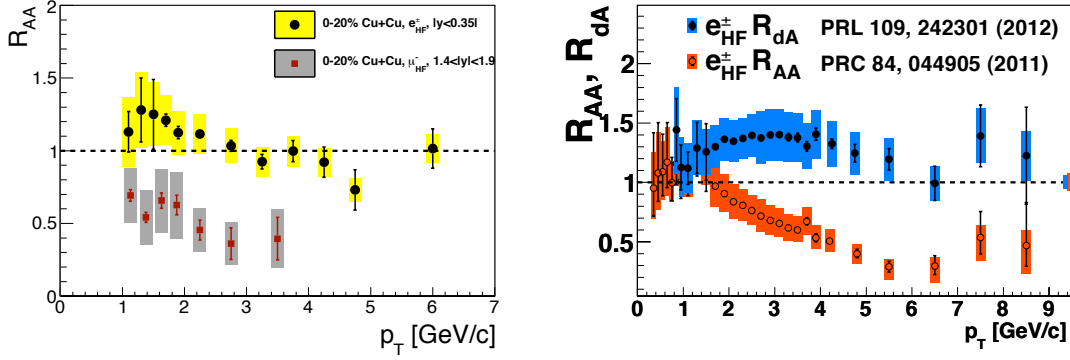 R_AA
2
1.5
1
0.5
0
0 1 2 3 4 5 6 7
p_T [GeV/c]
0-20% Cu+Cu, e^±_HF, |y<0.35|
0-20% Cu+Cu, μ^-_HF, 1.4<|y|<1.9
R_AA, R_dA
2
1.5
1
0.5
0 1 2 3 4 5 6 7 8 9
p_T [GeV/c]
e^±_HF R_dA PRL 109, 242301 (2012)
e^±_HF R_AA PRC 84, 044905 (2011)